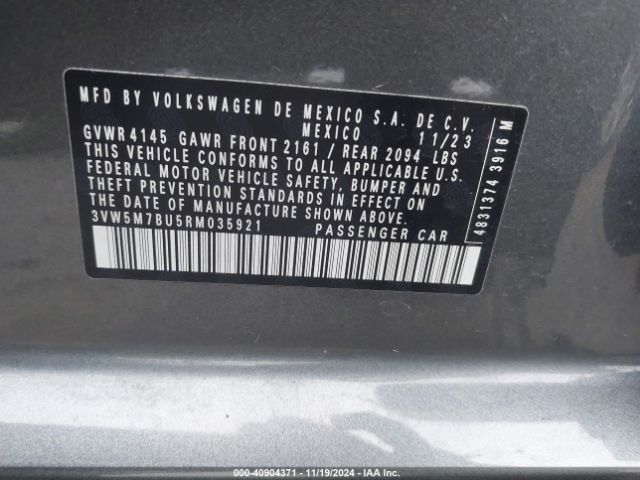 MFD BY VOLKSWAGEN DE MEXICO S.A. DE C.V.
MEXICO 11/23
GVWR 4145 GAWR FRONT 2161 / REAR 2094 LBS
THIS VEHICLE CONFORMS TO ALL APPLICABLE U.S.
FEDERAL MOTOR VEHICLE SAFETY, BUMPER AND
THEFT PREVENTION STANDARDS IN EFFECT ON
THE DATE OF MANUFACTURE SHOWN ABOVE.
3VW5M7BU5RM035921 PASSENGER CAR
4831374 3916 M
000-40904371 • 11/19/2024 • IAA Inc.